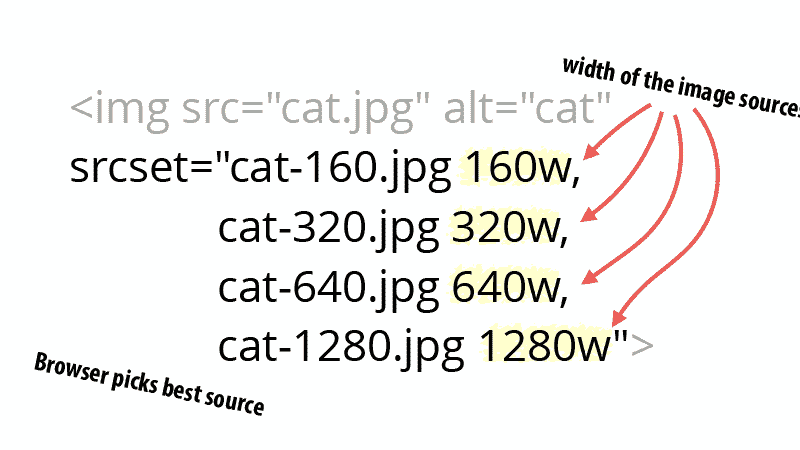 width of the image sources
<img src="cat.jpg" alt="cat"
srcset="cat-160.jpg 160w,
cat-320.jpg 320w,
cat-640.jpg 640w,
cat-1280.jpg 1280w">
Browser picks best source